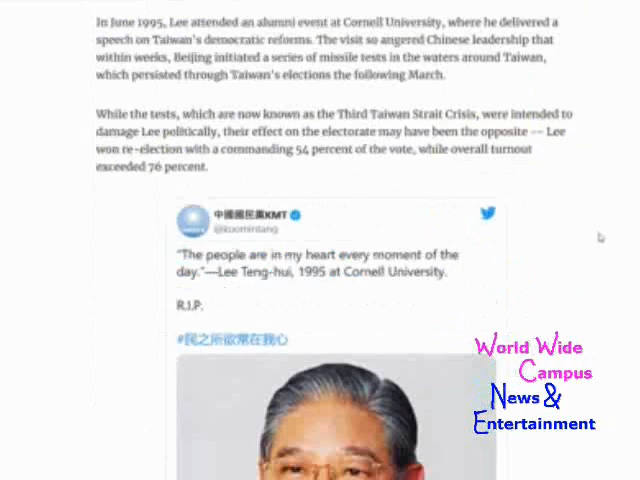 In June 1995, Lee attended an alumni event at Cornell University, where he delivered a
speech on Taiwan's democratic reforms. The visit so angered Chinese leadership that
within weeks, Beijing initiated a series of missile tests in the waters around Taiwan,
which persisted through Taiwan's elections the following March.
While the tests, which are now known as the Third Taiwan Strait Crisis, were intended to
damage Lee politically, their effect on the electorate may have been the opposite -- Lee
won re-election with a commanding 54 percent of the vote, while overall turnout
exceeded 76 percent.
中國國民黨KMT
@kuomintang
"The people are in my heart every moment of the
day."—Lee Teng-hui, 1995 at Cornell University.
R.I.P.
#民之所欲常在我心
World Wide
Campus
News &
Entertainment